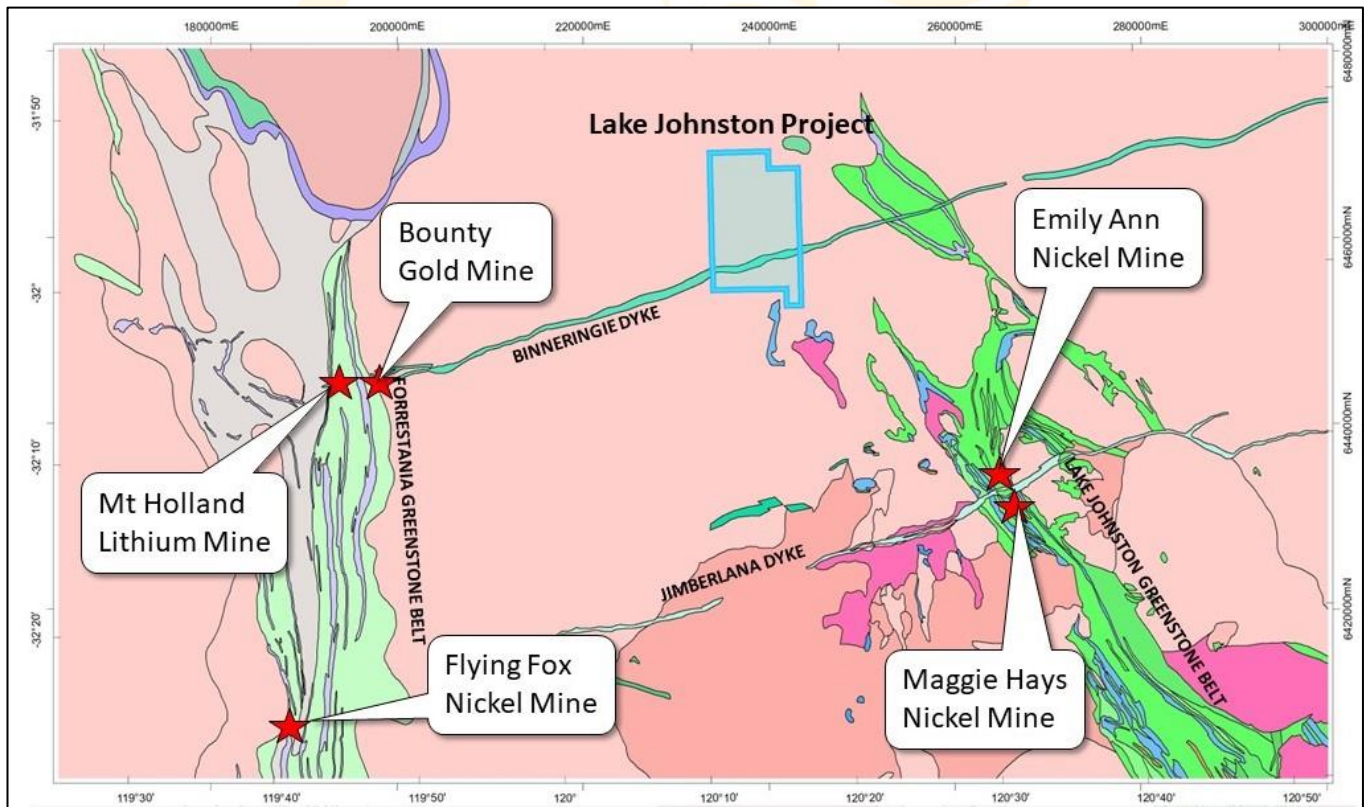 180000mE
200000mE
220000mE
240000mE
260000mE
280000mE
300000mE
6480000mN
6460000mN
6440000mN
6420000mN
-31°50'
-32°
-32°10'
-32°20'
Lake Johnston Project
Bounty
Gold Mine
Emily Ann
Nickel Mine
BINNERINGIE DYKE
FORRESTANIA GREENSTONE BELT
Mt Holland
Lithium Mine
LAKE JOHNSTON GREENSTONE BELT
JIMBERLANA DYKE
Flying Fox
Nickel Mine
Maggie Hays
Nickel Mine
119°30'
119°40'
119°50'
120°
120°10'
120°20'
120°30'
120°40'
120°50'